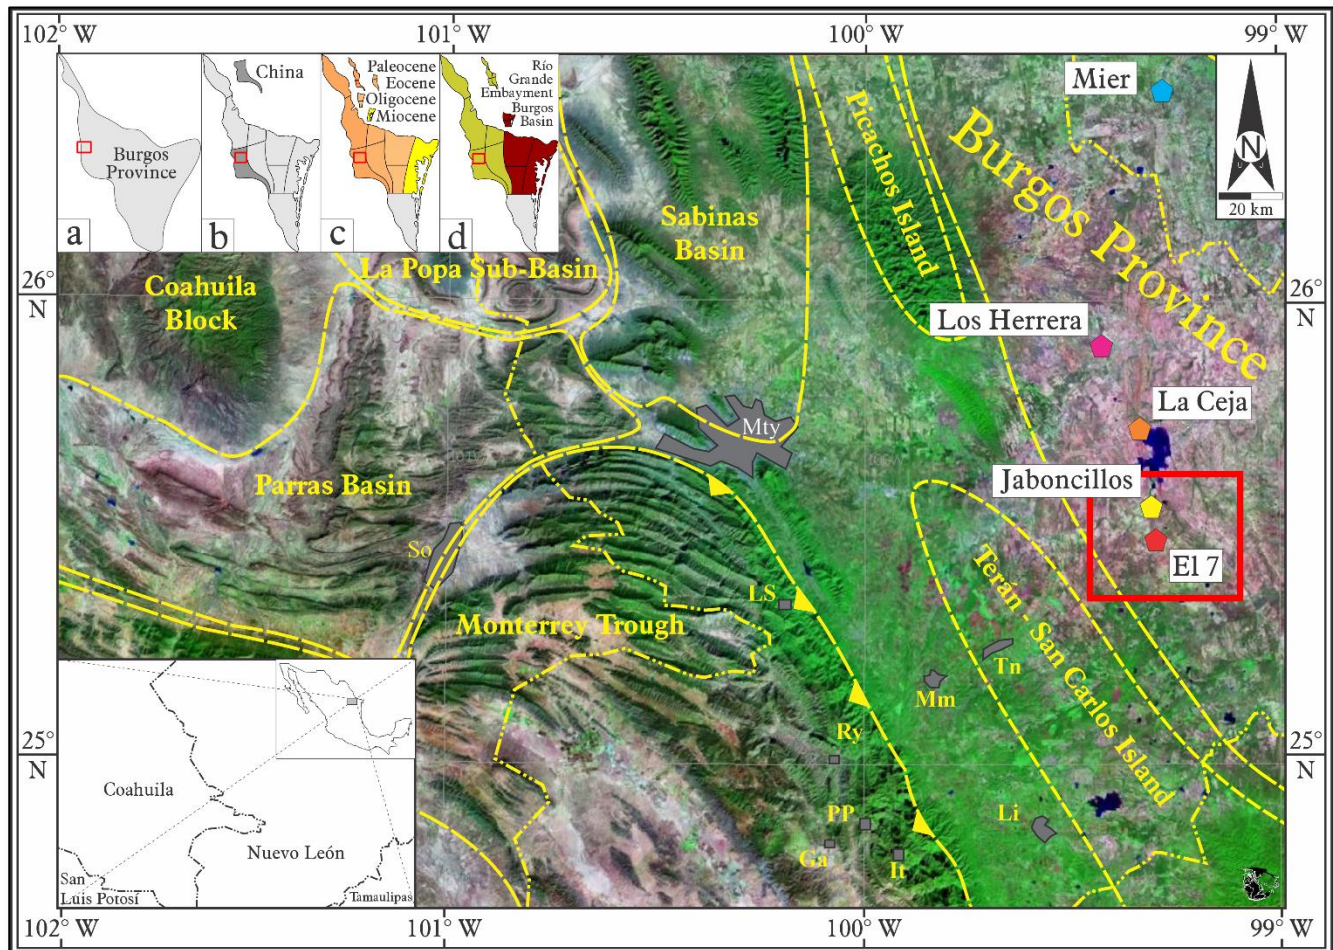 102° W
101° W
100° W
99° W
Burgos
Province
a
China
b
Paleocene
Eocene
Oligocene
Miocene
c
Río
Grande
Embayment
Burgos
Basin
d
Mier
N
20 km
Picachos Island
Burgos Province
Sabinas
Basin
La Popa Sub-Basin
Coahuila
Block
26°
N
26°
N
Los Herrera
La Ceja
Mty
Jaboncillos
Parras Basin
So
El 7
LS
Monterrey Trough
Terán - San Carlos Island
Tn
Mm
Ry
25°
N
25°
N
Coahuila
Nuevo León
San
Luis Potosí
Tamaulipas
PP
Li
Ga
It
102° W
101° W
100° W
99° W